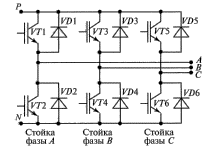 P
VT1 VD1 VT3 VD3 VT5 VD5
A
B
C
VT2 VD2 VT4 VD4 VT6 VD6
N
Стойка Стойка Стойка
фазы A фазы B фазы C